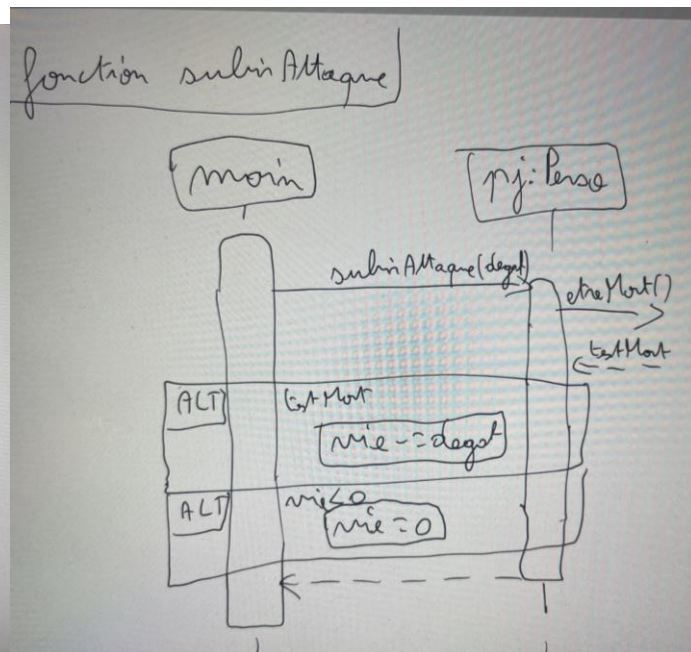 fonction subirAttaque
main
pj: Perso
subirAttaque(degat)
etreMort()
testMort
ALT
testMort
vie -= degat
ALT
vie<0
vie = 0